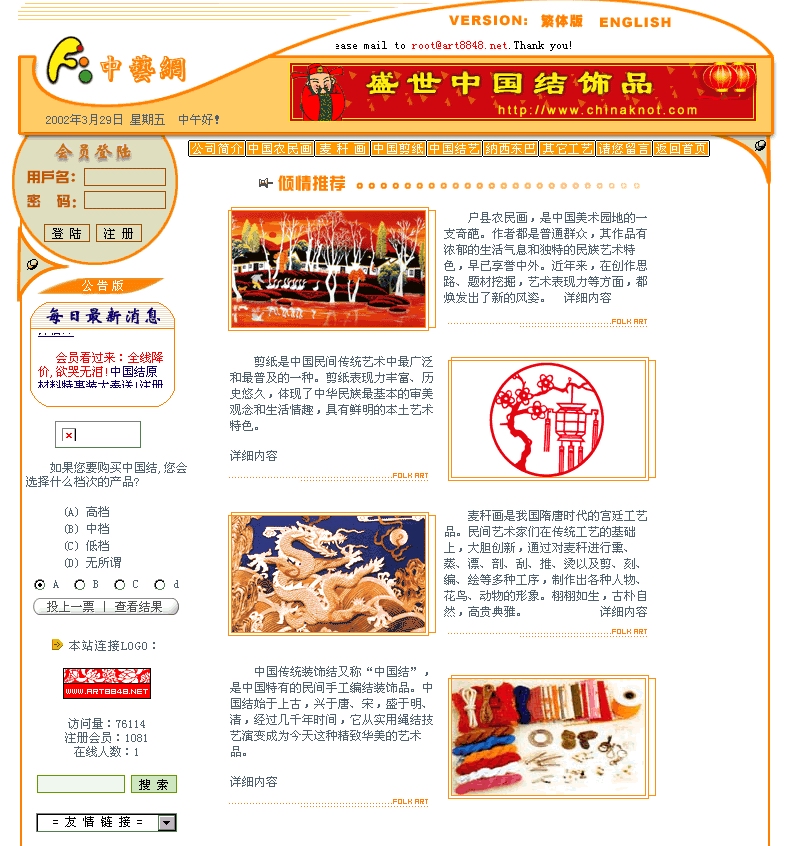 VERSION: 繁体版 ENGLISH
ease mail to root@art8848.net.Thank you!
中藝網
盛世中国结饰品
http://www.chinaknot.com
2002年3月29日 星期五 中午好!
公司简介 中国农民画 麦 秆 画 中国剪纸 中国结艺 纳西东巴 其它工艺 请您留言 返回首页
会员登陆
用戶名:
密 码:
登 陆 注 册
公告版
每日最新消息
会员看过来：全线降
价,欲哭无泪!中国结原
材料特惠装大奉送!注册
如果您要购买中国结,您会
选择什么档次的产品?
(A) 高档
(B) 中档
(C) 低档
(D) 无所谓
A B C d
投上一票 | 查看结果
本站连接LOGO：
WWW.ART8848.NET
访问量：76114
注册会员：1081
在线人数：1
搜 索
= 友 情 链 接 =
倾情推荐
户县农民画，是中国美术园地的一
支奇葩。作者都是普通群众，其作品有
浓郁的生活气息和独特的民族艺术特
色，早已享誉中外。近年来，在创作思
路、题材挖掘，艺术表现力等方面，都
焕发出了新的风姿。 详细内容
FOLK ART
剪纸是中国民间传统艺术中最广泛
和最普及的一种。剪纸表现力丰富、历
史悠久，体现了中华民族最基本的审美
观念和生活情趣，具有鲜明的本土艺术
特色。
详细内容
FOLK ART
麦秆画是我国隋唐时代的宫廷工艺
品。民间艺术家们在传统工艺的基础
上，大胆创新，通过对麦秆进行熏、
蒸、漂、剖、刮、推、烫以及剪、刻、
编、绘等多种工序，制作出各种人物、
花鸟、动物的形象。栩栩如生，古朴自
然，高贵典雅。 详细内容
FOLK ART
中国传统装饰结又称“中国结”，
是中国特有的民间手工编结装饰品。中
国结始于上古，兴于唐、宋，盛于明、
清，经过几千年时间，它从实用绳结技
艺演变成为今天这种精致华美的艺术
品。
详细内容
FOLK ART